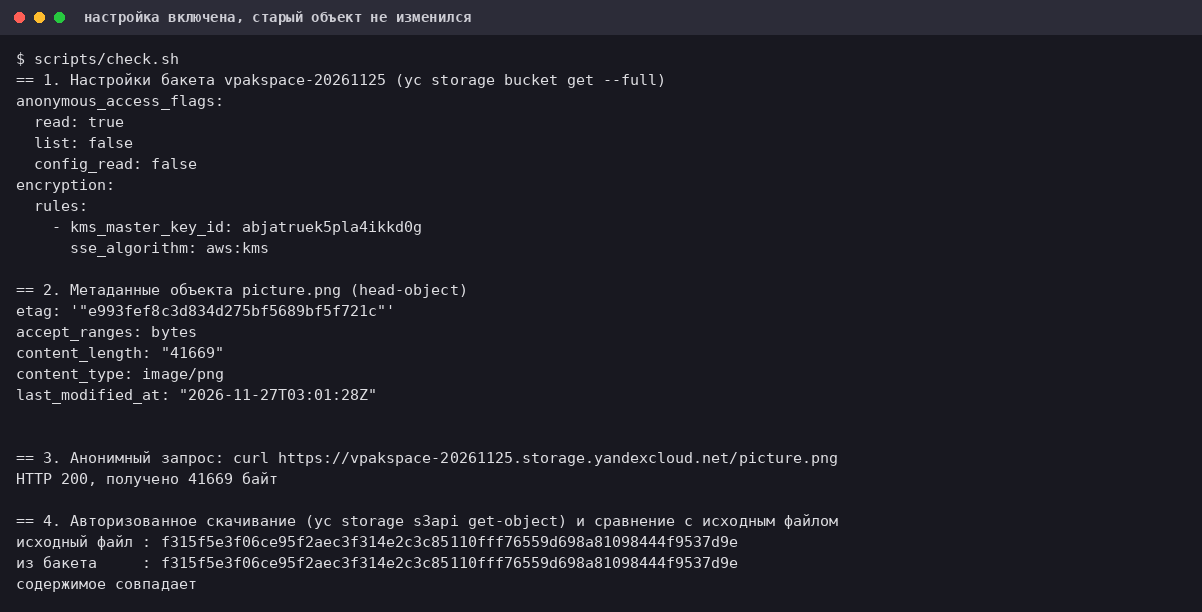 настройка включена, старый объект не изменился
$ scripts/check.sh
== 1. Настройки бакета vpakspace-20261125 (yc storage bucket get --full)
anonymous_access_flags:
  read: true
  list: false
  config_read: false
encryption:
  rules:
    - kms_master_key_id: abjatruek5pla4ikkd0g
      sse_algorithm: aws:kms
== 2. Метаданные объекта picture.png (head-object)
etag: '"e993fef8c3d834d275bf5689bf5f721c"'
accept_ranges: bytes
content_length: "41669"
content_type: image/png
last_modified_at: "2026-11-27T03:01:28Z"
== 3. Анонимный запрос: curl https://vpakspace-20261125.storage.yandexcloud.net/picture.png
HTTP 200, получено 41669 байт
== 4. Авторизованное скачивание (yc storage s3api get-object) и сравнение с исходным файлом
исходный файл : f315f5e3f06ce95f2aec3f314e2c3c85110fff76559d698a81098444f9537d9e
из бакета     : f315f5e3f06ce95f2aec3f314e2c3c85110fff76559d698a81098444f9537d9e
содержимое совпадает